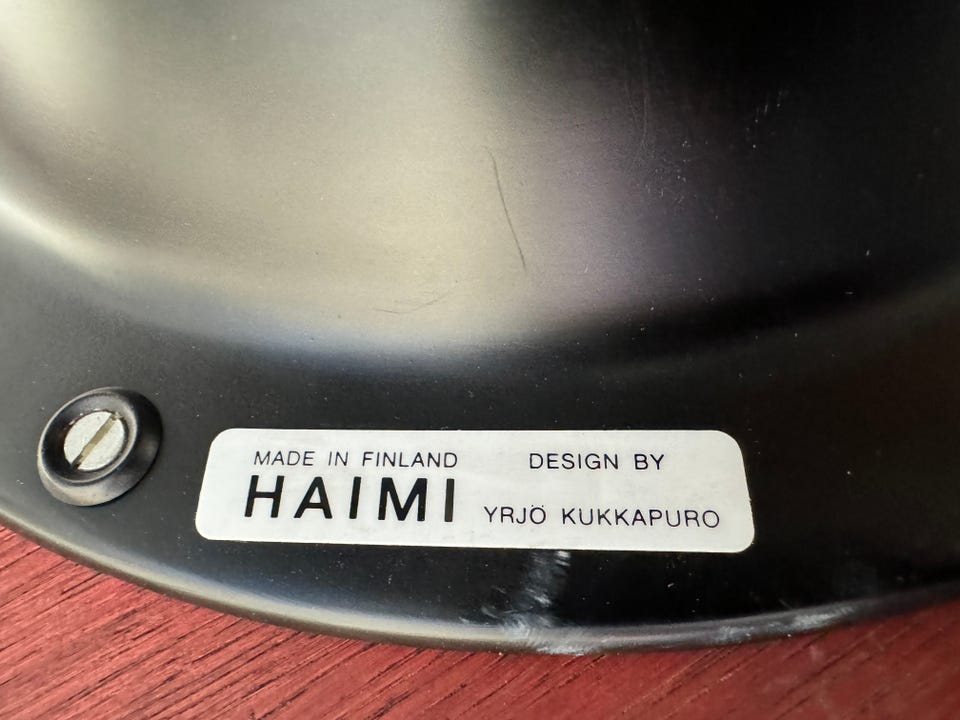 MADE IN FINLAND
HAIMI
DESIGN BY
YRJÖ KUKKAPURO